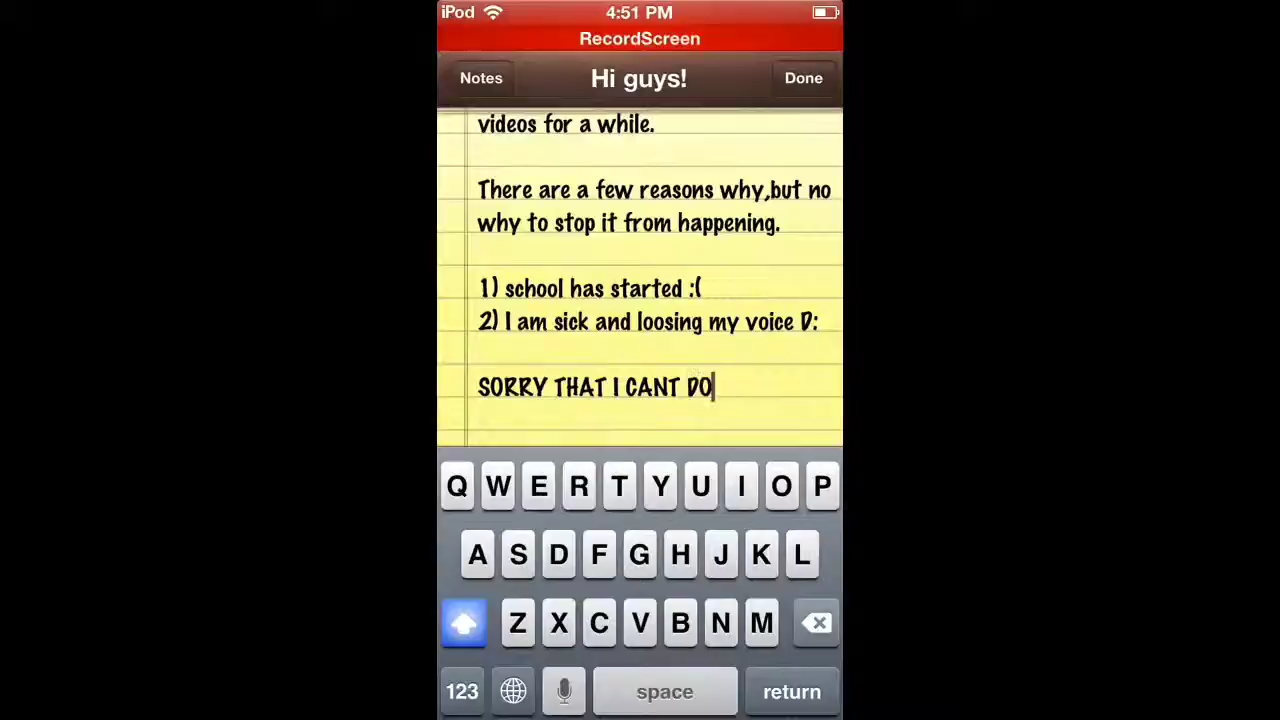 iPod 4:51 PM
RecordScreen
Notes Hi guys! Done
videos for a while.
There are a few reasons why,but no
why to stop it from happening.
1) school has started :(
2) I am sick and loosing my voice D:
SORRY THAT I CANT DO
Q W E R T Y U I O P
A S D F G H J K L
Z X C V B N M
123 space return